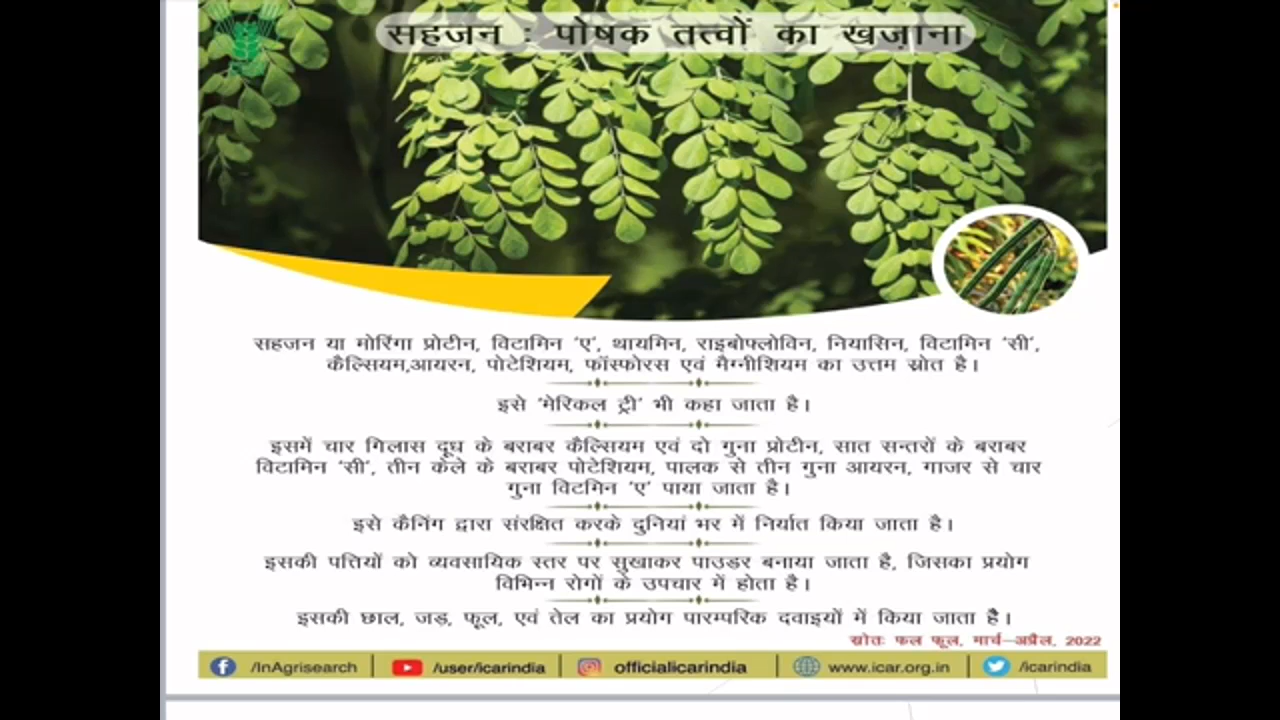 सहजन : पोषक तत्त्वों का खज़ाना
सहजन या मोरिंगा प्रोटीन, विटामिन ‘ए’, थायमिन, राइबोफ्लोविन, नियासिन, विटामिन ‘सी’,
कैल्सियम,आयरन, पोटेशियम, फॉस्फोरस एवं मैग्नीशियम का उत्तम स्रोत है।
इसे ‘मेरिकल ट्री’ भी कहा जाता है।
इसमें चार गिलास दूध के बराबर कैल्सियम एवं दो गुना प्रोटीन, सात सन्तरों के बराबर
विटामिन ‘सी’, तीन केले के बराबर पोटेशियम, पालक से तीन गुना आयरन, गाजर से चार
गुना विटमिन ‘ए’ पाया जाता है।
इसे कैनिंग द्वारा संरक्षित करके दुनियां भर में निर्यात किया जाता है।
इसकी पत्तियों को व्यवसायिक स्तर पर सुखाकर पाउडर बनाया जाता है, जिसका प्रयोग
विभिन्न रोगों के उपचार में होता है।
इसकी छाल, जड़, फूल, एवं तेल का प्रयोग पारम्परिक दवाइयों में किया जाता है।
स्रोतः फल फूल, मार्च–अप्रैल, 2022
/InAgrisearch /user/icarindia officialicarindia www.icar.org.in /icarindia